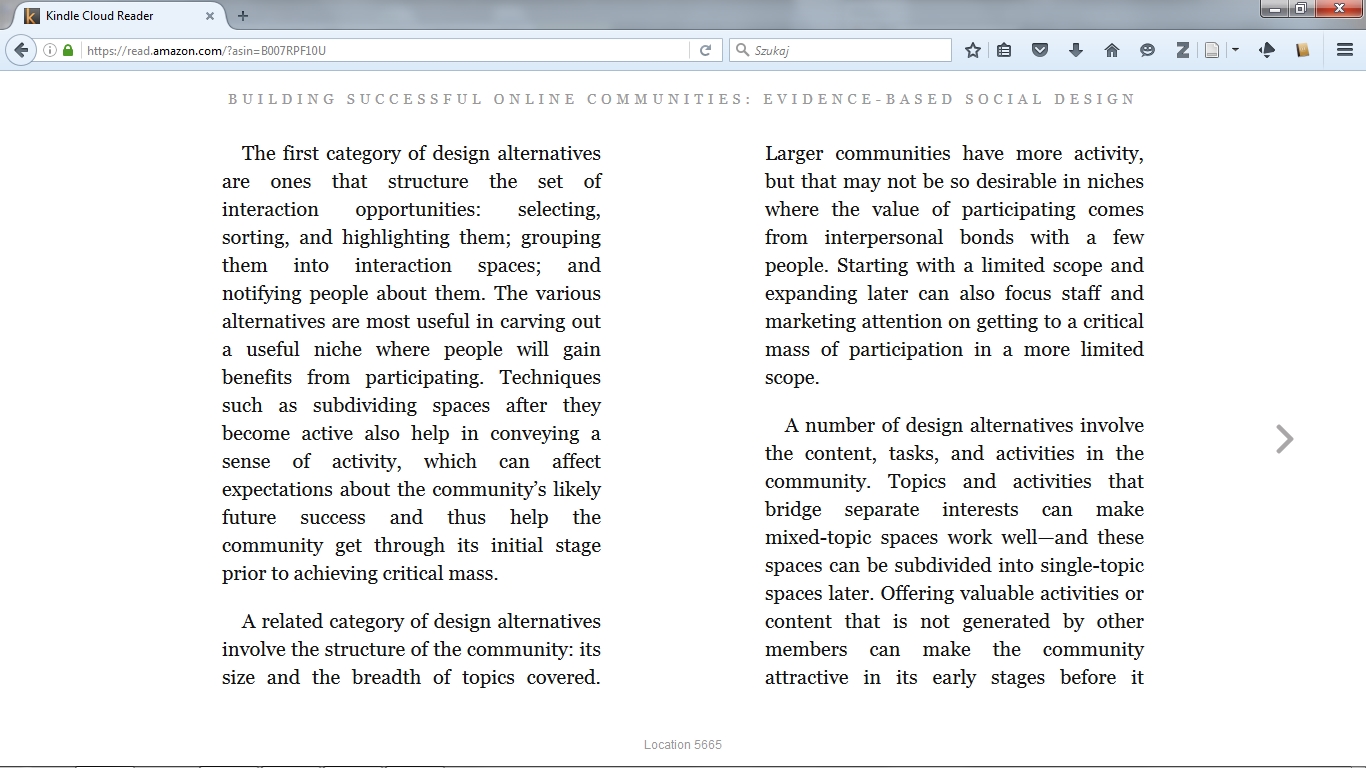 Kindle Cloud Reader
https://read.amazon.com/?asin=B007RPF10U
Szukaj
BUILDING SUCCESSFUL ONLINE COMMUNITIES: EVIDENCE-BASED SOCIAL DESIGN
The first category of design alternatives
are ones that structure the set of
interaction opportunities: selecting,
sorting, and highlighting them; grouping
them into interaction spaces; and
notifying people about them. The various
alternatives are most useful in carving out
a useful niche where people will gain
benefits from participating. Techniques
such as subdividing spaces after they
become active also help in conveying a
sense of activity, which can affect
expectations about the community’s likely
future success and thus help the
community get through its initial stage
prior to achieving critical mass.
A related category of design alternatives
involve the structure of the community: its
size and the breadth of topics covered.
Larger communities have more activity,
but that may not be so desirable in niches
where the value of participating comes
from interpersonal bonds with a few
people. Starting with a limited scope and
expanding later can also focus staff and
marketing attention on getting to a critical
mass of participation in a more limited
scope.
A number of design alternatives involve
the content, tasks, and activities in the
community. Topics and activities that
bridge separate interests can make
mixed-topic spaces work well—and these
spaces can be subdivided into single-topic
spaces later. Offering valuable activities or
content that is not generated by other
members can make the community
attractive in its early stages before it
Location 5665